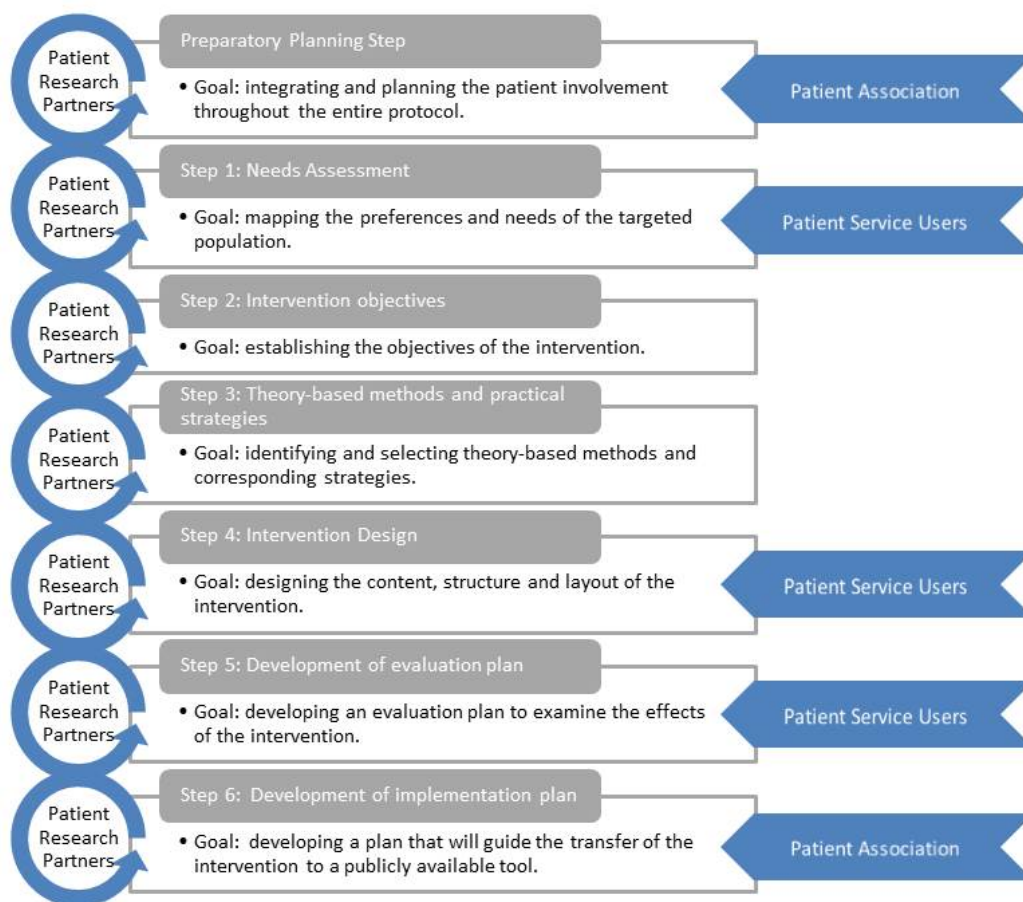 Patient
Research
Partners
Preparatory Planning Step
• Goal: integrating and planning the patient involvement
throughout the entire protocol.
Patient Association
Patient
Research
Partners
Step 1: Needs Assessment
• Goal: mapping the preferences and needs of the targeted
population.
Patient Service Users
Patient
Research
Partners
Step 2: Intervention objectives
• Goal: establishing the objectives of the intervention.
Patient
Research
Partners
Step 3: Theory-based methods and practical
strategies
• Goal: identifying and selecting theory-based methods and
corresponding strategies.
Patient
Research
Partners
Step 4: Intervention Design
• Goal: designing the content, structure and layout of the
intervention.
Patient Service Users
Patient
Research
Partners
Step 5: Development of evaluation plan
• Goal: developing an evaluation plan to examine the effects
of the intervention.
Patient Service Users
Patient
Research
Partners
Step 6: Development of implementation plan
• Goal: developing a plan that will guide the transfer of the
intervention to a publicly available tool.
Patient Association